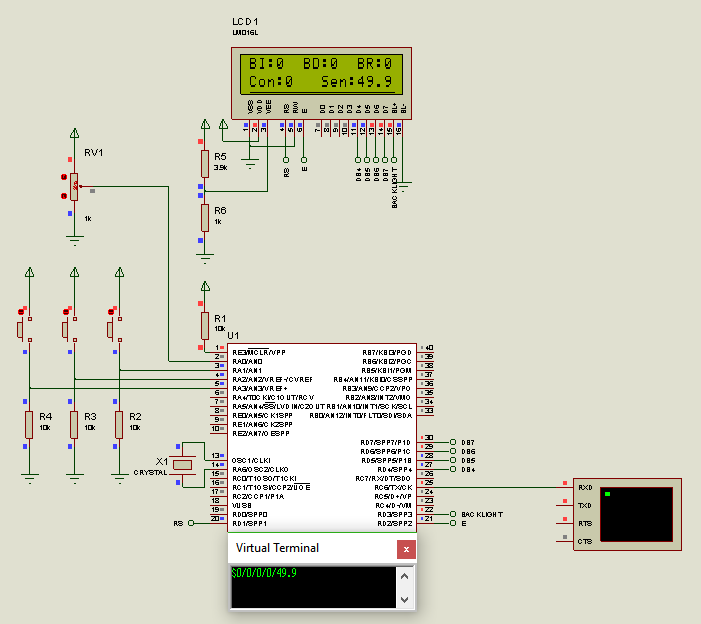 LCD1
LM016L
BI:0 BD:0 BR:0
Con:0 Sen:49.9
VSS
VDD
VEE
RS
RW
E
D0
D1
D2
D3
D4
D5
D6
D7
BL+
BL-
1
2
3
4
5
6
7
8
9
10
11
12
13
14
15
16
RS
E
DB4
DB5
DB6
DB7
BACKLIGHT
RV1
1k
R5
3.9k
R6
1k
R1
10k
U1
R4
10k
R3
10k
R2
10k
X1
CRYSTAL
1 RE3/MCLR/VPP
2 RA0/AN0
3 RA1/AN1
4 RA2/AN2/VREF-/CVREF
5 RA3/AN3/VREF+
6 RA4/T0CKI/C1OUT/RCV
7 RA5/AN4/SS/LVDIN/C2OUT
8 RE0/AN5/CK1SPP
9 RE1/AN6/CK2SPP
10 RE2/AN7/OESPP
13 OSC1/CLKI
14 RA6/OSC2/CLKO
15 RC0/T1OSO/T1CKI
16 RC1/T1OSI/CCP2/UOE
17 RC2/CCP1/P1A
18 VUSB
19 RD0/SPP0
20 RD1/SPP1
RS
RB7/KBI3/PGD 40
RB6/KBI2/PGC 39
RB5/KBI1/PGM 38
RB4/AN11/KBI0/CSSPP 37
RB3/AN9/CCP2/VPO 36
RB2/AN8/INT2/VMO 35
RB1/AN10/INT1/SCK/SCL 34
RB0/AN12/INT0/FLT0/SDI/SDA 33
RD7/SPP7/P1D 30 DB7
RD6/SPP6/P1C 29 DB6
RD5/SPP5/P1B 28 DB5
RD4/SPP4 27 DB4
RC7/RX/DT/SDO 26
RC6/TX/CK 25
RC5/D+/VP 24
RC4/D-/VM 23
RD3/SPP3 22 BACKLIGHT
RD2/SPP2 21 E
RXD
TXD
RTS
CTS
Virtual Terminal
x
$0/0/0/0/49.9